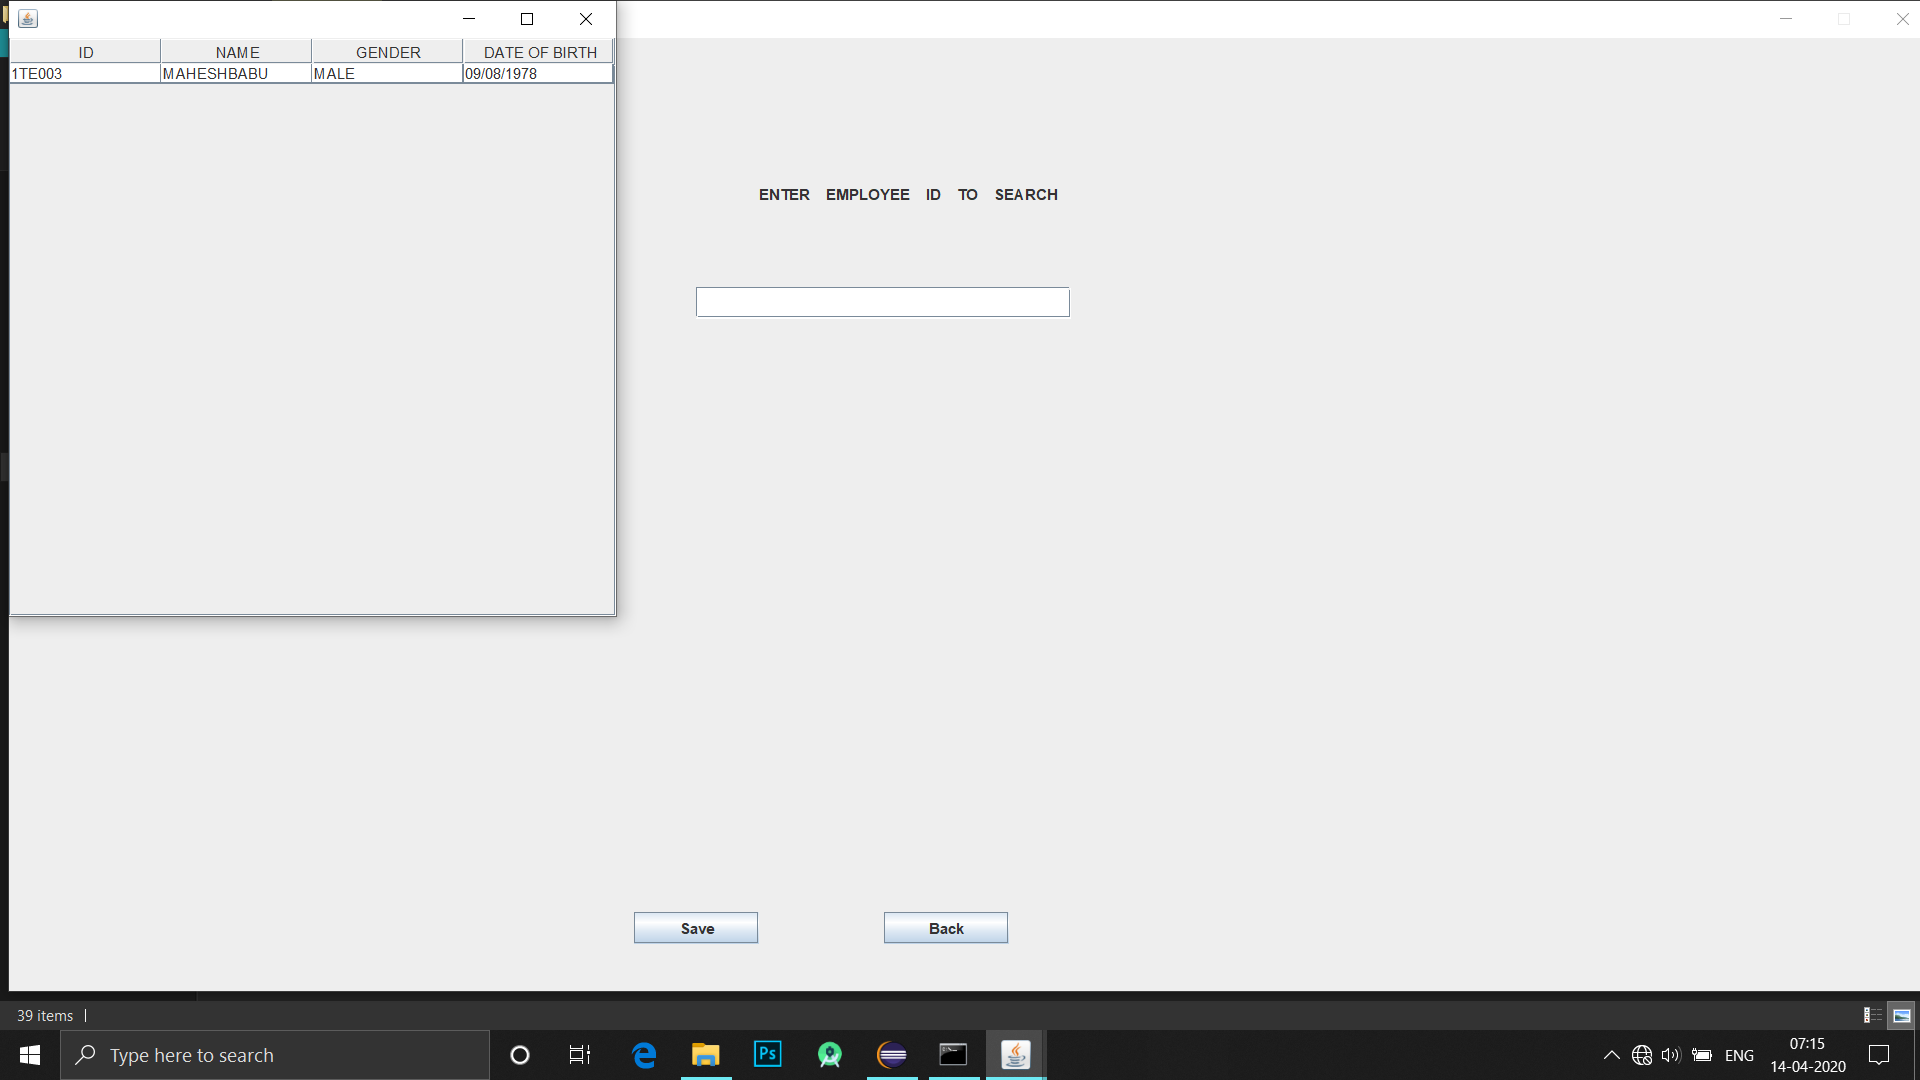 ID NAME GENDER DATE OF BIRTH
1TE003 MAHESHBABU MALE 09/08/1978
ENTER EMPLOYEE ID TO SEARCH
Save Back
39 items
Type here to search
Ps
ENG
07:15
14-04-2020